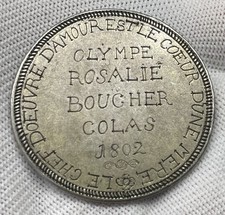 LE CHEF DOEUVRE DAMOUR EST LE COEUR DUNE MERE
OLYMPE
ROSALIE
BOUCHER
COLAS
1802